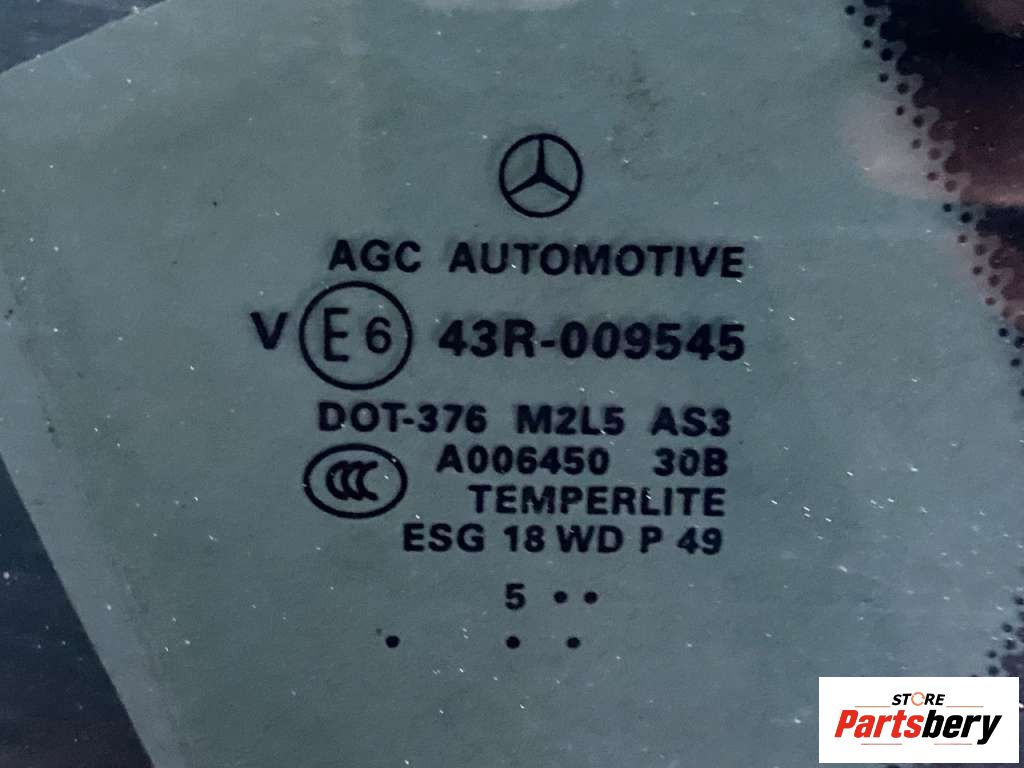 AGC AUTOMOTIVE
V E6 43R-009545
DOT-376 M2L5 AS3
CCC A006450 30B
TEMPERLITE
ESG 18 WD P 49
5 ••
• • •
STORE
Partsbery